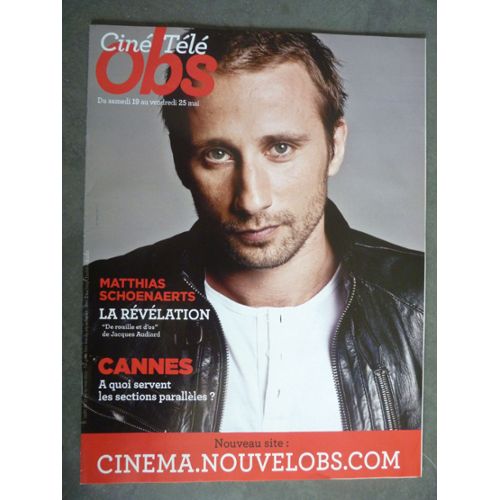 Ciné Télé
Obs
Du samedi 19 au vendredi 25 mai
MATTHIAS
SCHOENAERTS
LA RÉVÉLATION
"De rouille et d'os"
de Jacques Audiard
CANNES
A quoi servent
les sections parallèles ?
Nouveau site :
CINEMA.NOUVELOBS.COM